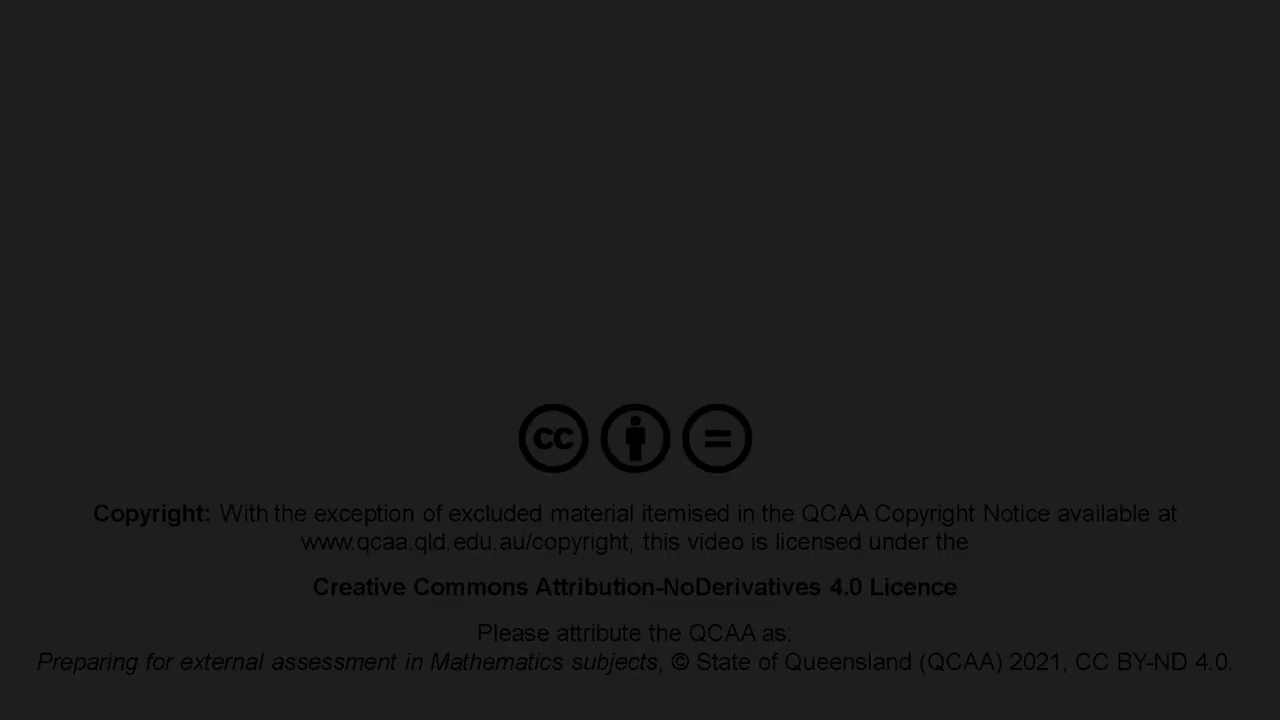 cc
Copyright: With the exception of excluded material itemised in the QCAA Copyright Notice available at
www.qcaa.qld.edu.au/copyright, this video is licensed under the
Creative Commons Attribution-NoDerivatives 4.0 Licence
Please attribute the QCAA as:
Preparing for external assessment in Mathematics subjects, © State of Queensland (QCAA) 2021, CC BY-ND 4.0.